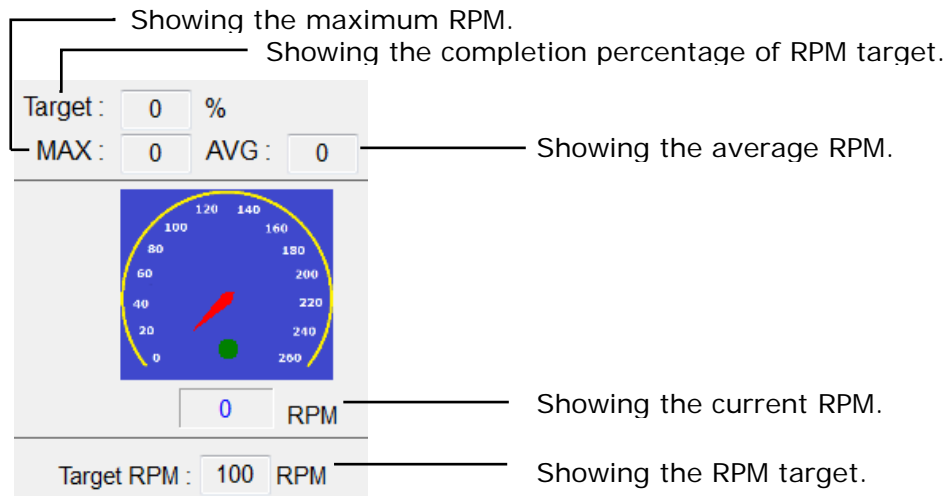 Showing the maximum RPM.
Showing the completion percentage of RPM target.
Target : 0 %
MAX : 0 AVG : 0
Showing the average RPM.
120 140
100 160
80 180
60 200
40 220
20 240
0 260
0 RPM
Showing the current RPM.
Target RPM : 100 RPM
Showing the RPM target.